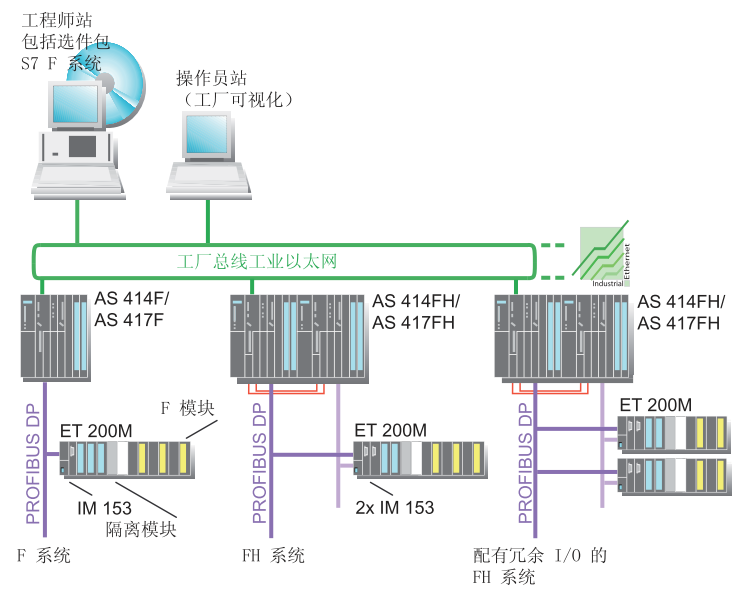 工程师站
包括选件包
S7 F 系统
操作员站
（工厂可视化）
工厂总线工业以太网
Industrial
Ethernet
AS 414F/
AS 417F
AS 414FH/
AS 417FH
AS 414FH/
AS 417FH
PROFIBUS DP
ET 200M
F 模块
IM 153
隔离模块
PROFIBUS DP
ET 200M
2x IM 153
PROFIBUS DP
ET 200M
F 系统
FH 系统
配有冗余 I/O 的
FH 系统